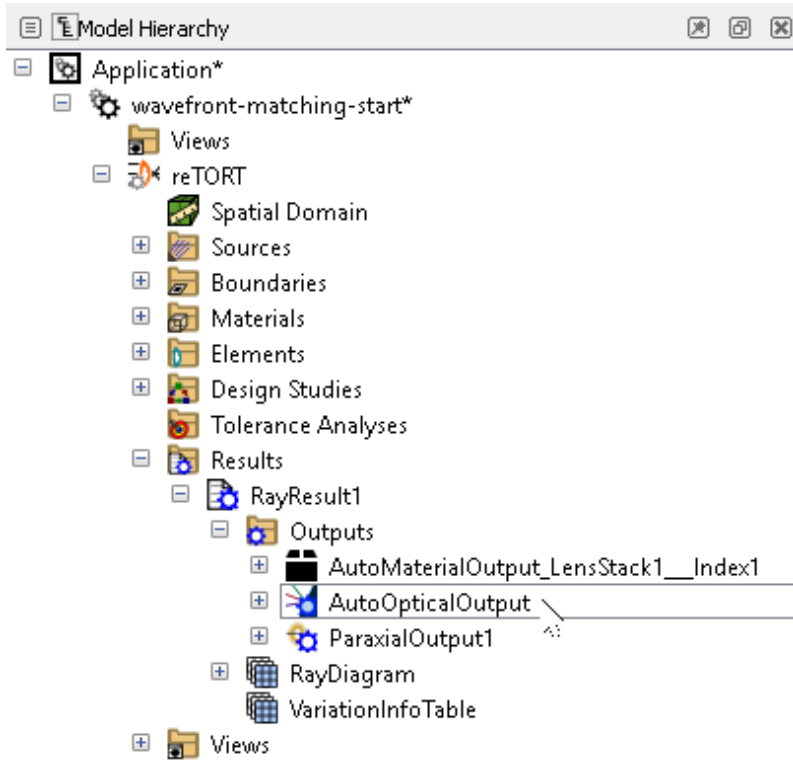 Model Hierarchy
Application*
wavefront-matching-start*
Views
reTORT
Spatial Domain
Sources
Boundaries
Materials
Elements
Design Studies
Tolerance Analyses
Results
RayResult1
Outputs
AutoMaterialOutput_LensStack1__Index1
AutoOpticalOutput
ParaxialOutput1
RayDiagram
VariationInfoTable
Views